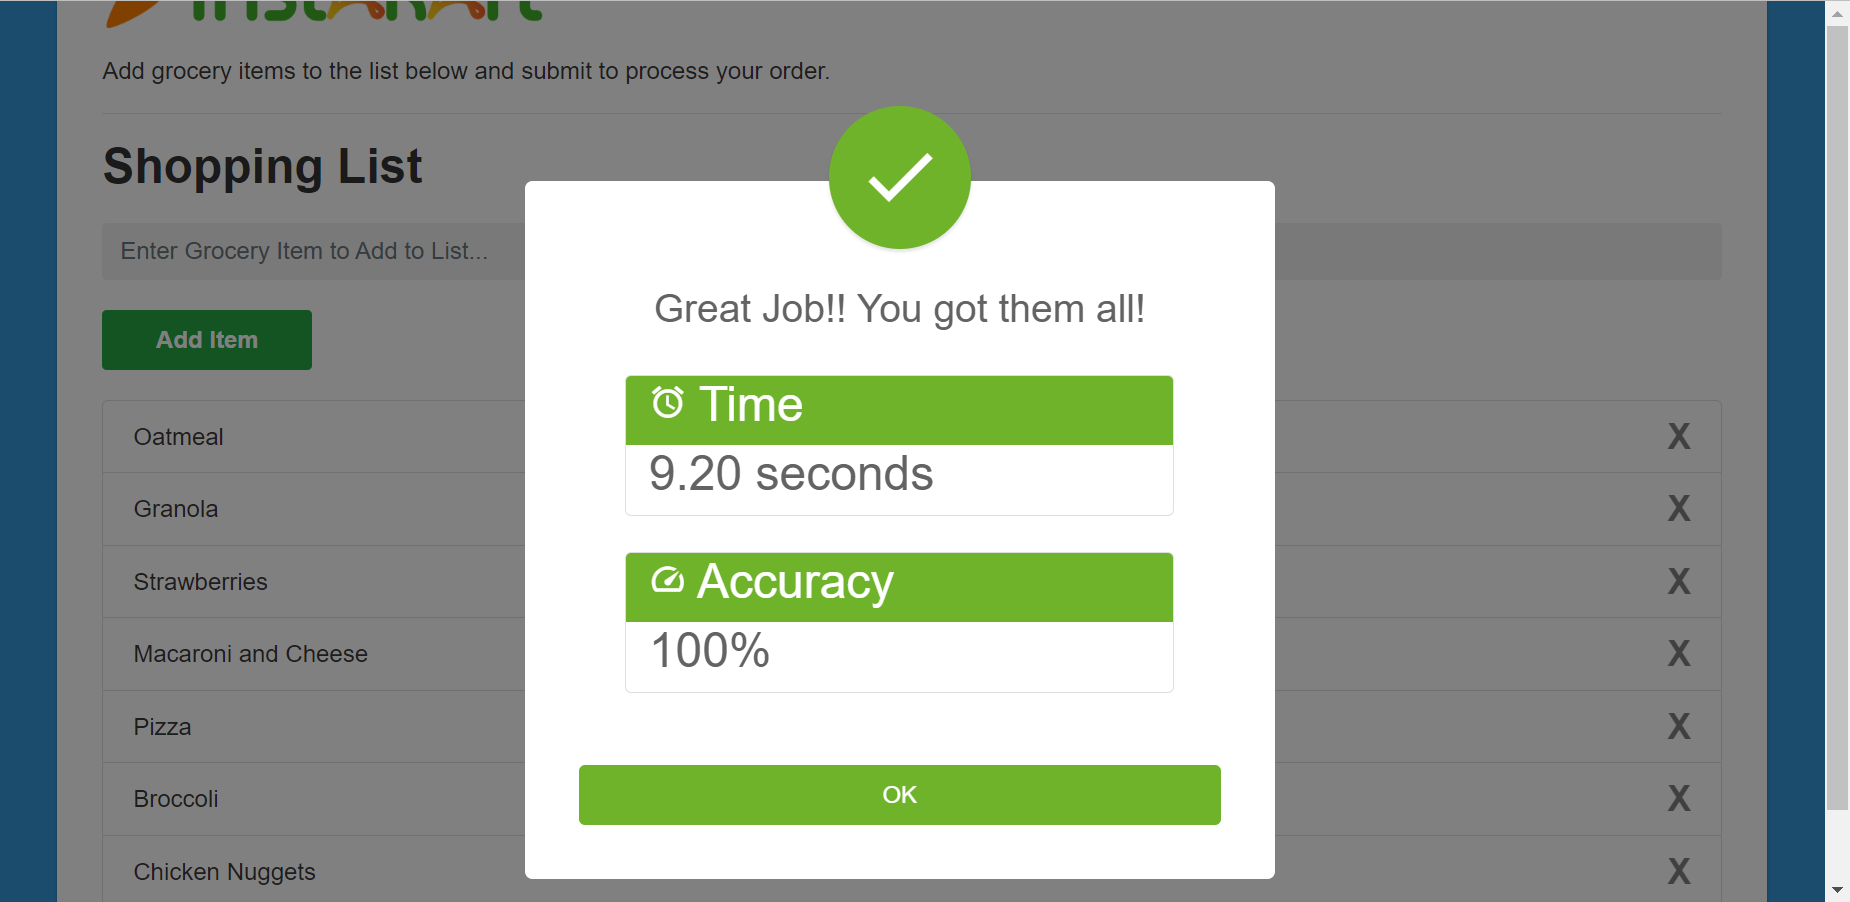 Add grocery items to the list below and submit to process your order.
Shopping List
Enter Grocery Item to Add to List...
Add Item
Oatmeal X
Granola X
Strawberries X
Macaroni and Cheese X
Pizza X
Broccoli X
Chicken Nuggets X
Great Job!! You got them all!
Time
9.20 seconds
Accuracy
100%
OK